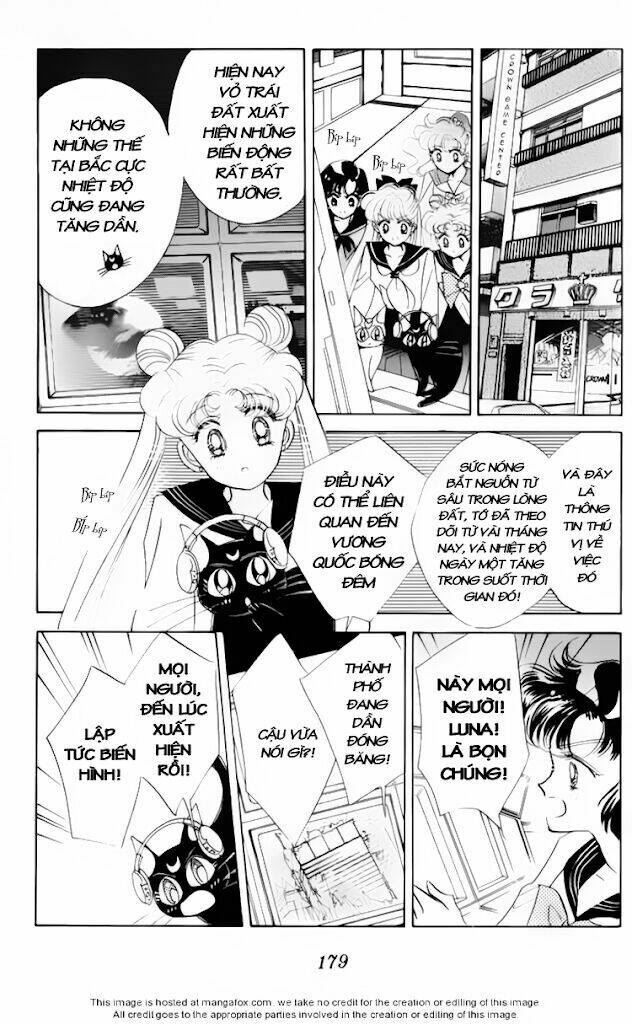 CROWN GAME CENTER
クラ
CROWN
Bíp bíp
Bíp bíp
HIỆN NAY
VỎ TRÁI
ĐẤT XUẤT
HIỆN NHỮNG
BIẾN ĐỘNG
RẤT BẤT
THƯỜNG.
KHÔNG
NHỮNG THẾ
TẠI BẮC CỰC
NHIỆT ĐỘ
CŨNG ĐANG
TĂNG DẦN.
VÀ ĐÂY
LÀ
THÔNG
TIN THÚ
VỊ VỀ
VIỆC
ĐÓ
SỨC NÓNG
BẮT NGUỒN TỪ
SÂU TRONG LÒNG
ĐẤT, TỚ ĐÃ THEO
DÕI TỪ VÀI THÁNG
NAY, VÀ NHIỆT ĐỘ
NGÀY MỘT TĂNG
TRONG SUỐT THỜI
GIAN ĐÓ!
ĐIỀU NÀY
CÓ THỂ LIÊN
QUAN ĐẾN
VƯƠNG
QUỐC BÓNG
ĐÊM
Bíp bíp
Bíp bíp
NÀY MỌI
NGƯỜI!
LUNA!
LÀ BỌN
CHÚNG!
THÀNH
PHỐ
ĐANG
DẦN
ĐÓNG
BĂNG!
CẬU VỪA
NÓI GÌ?!
MỌI
NGƯỜI,
ĐẾN LÚC
XUẤT
HIỆN
RỒI!
LẬP
TỨC BIẾN
HÌNH!
179
This image is hosted at mangafox.com. we take no credit for the creation or editing of this image
All credit goes to the appropriate parties involved in the creation or editing of this image.